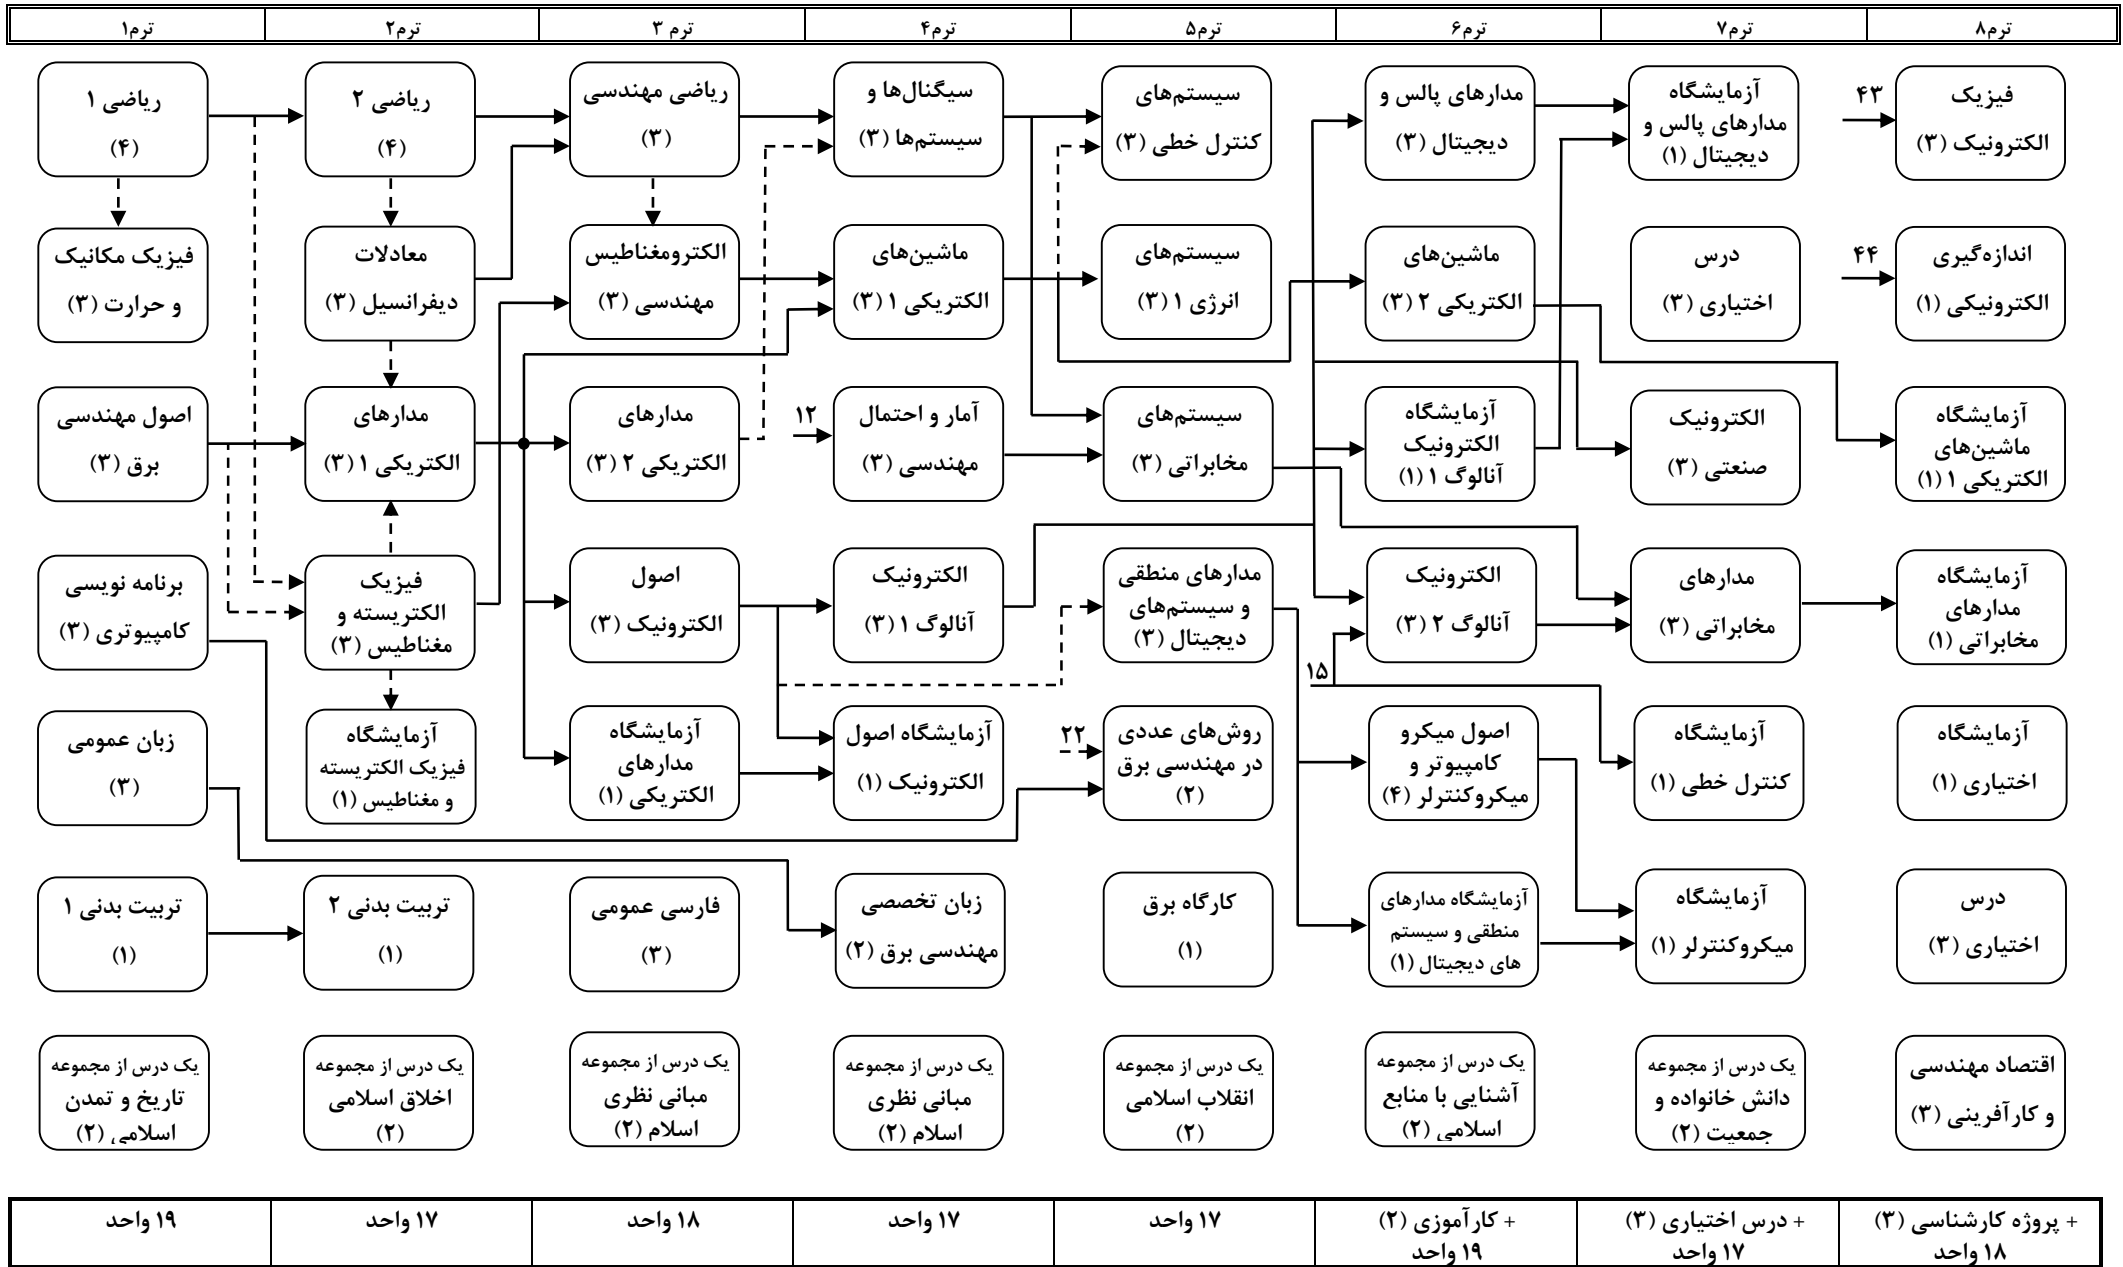 ترم۱
ترم۲
ترم ۳
ترم۴
ترم۵
ترم۶
ترم۷
ترم۸
ریاضی ۱
(۴)
فیزیک مکانیک
و حرارت (۳)
اصول مهندسی
برق (۳)
برنامه نویسی
کامپیوتری (۳)
زبان عمومی
(۳)
تربیت بدنی ۱
(۱)
یک درس از مجموعه
تاریخ و تمدن
اسلامی (۲)
ریاضی ۲
(۴)
معادلات
دیفرانسیل (۳)
مدارهای
الکتریکی ۱ (۳)
فیزیک
الکتریسته و
مغناطیس (۳)
آزمایشگاه
فیزیک الکتریسته
و مغناطیس (۱)
تربیت بدنی ۲
(۱)
یک درس از مجموعه
اخلاق اسلامی
(۲)
ریاضی مهندسی
(۳)
الکترومغناطیس
مهندسی (۳)
مدارهای
الکتریکی ۲ (۳)
اصول
الکترونیک (۳)
آزمایشگاه
مدارهای
الکتریکی (۱)
فارسی عمومی
(۳)
یک درس از مجموعه
مبانی نظری
اسلام (۲)
سیگنال‌ها و
سیستم‌ها (۳)
ماشین‌های
الکتریکی ۱ (۳)
۱۲
آمار و احتمال
مهندسی (۳)
الکترونیک
آنالوگ ۱ (۳)
آزمایشگاه اصول
الکترونیک (۱)
زبان تخصصی
مهندسی برق (۲)
یک درس از مجموعه
مبانی نظری
اسلام (۲)
سیستم‌های
کنترل خطی (۳)
سیستم‌های
انرژی ۱ (۳)
سیستم‌های
مخابراتی (۳)
مدارهای منطقی
و سیستم‌های
دیجیتال (۳)
۲۲
روش‌های عددی
در مهندسی برق
(۲)
کارگاه برق
(۱)
یک درس از مجموعه
انقلاب اسلامی
(۲)
مدارهای پالس و
دیجیتال (۳)
ماشین‌های
الکتریکی ۲ (۳)
آزمایشگاه
الکترونیک
آنالوگ ۱ (۱)
الکترونیک
آنالوگ ۲ (۳)
۱۵
اصول میکرو
کامپیوتر و
میکروکنترلر (۴)
آزمایشگاه مدارهای
منطقی و سیستم
های دیجیتال (۱)
یک درس از مجموعه
آشنایی با منابع
اسلامی (۲)
آزمایشگاه
مدارهای پالس و
دیجیتال (۱)
درس
اختیاری (۳)
الکترونیک
صنعتی (۳)
مدارهای
مخابراتی (۳)
آزمایشگاه
کنترل خطی (۱)
آزمایشگاه
میکروکنترلر (۱)
یک درس از مجموعه
دانش خانواده و
جمعیت (۲)
۴۳
فیزیک
الکترونیک (۳)
۴۴
اندازه‌گیری
الکترونیکی (۱)
آزمایشگاه
ماشین‌های
الکتریکی ۱ (۱)
آزمایشگاه
مدارهای
مخابراتی (۱)
آزمایشگاه
اختیاری (۱)
درس
اختیاری (۳)
اقتصاد مهندسی
و کارآفرینی (۳)
۱۹ واحد
۱۷ واحد
۱۸ واحد
۱۷ واحد
۱۷ واحد
+ کارآموزی (۲)
۱۹ واحد
+ درس اختیاری (۳)
۱۷ واحد
+ پروژه کارشناسی (۳)
۱۸ واحد